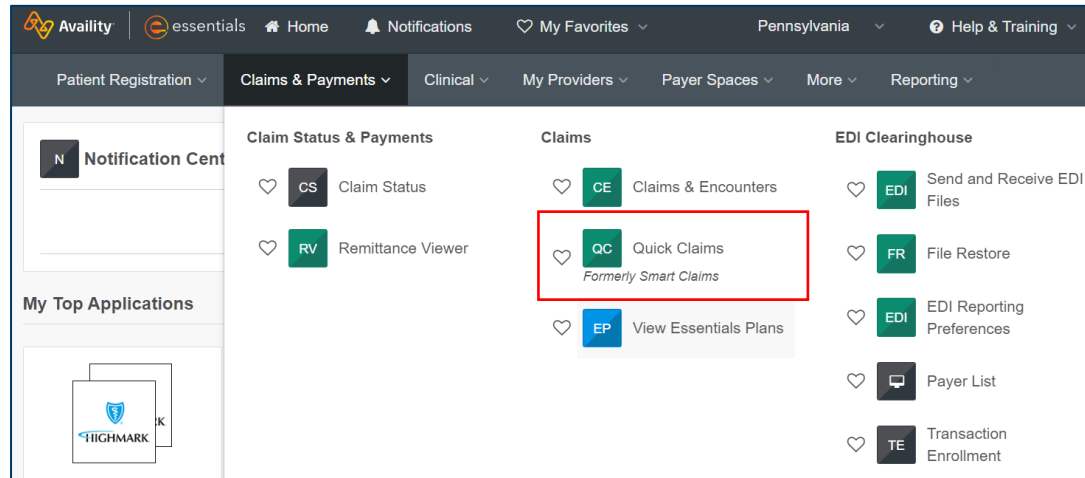 Availity essentials Home Notifications My Favorites Pennsylvania Help & Training
Patient Registration Claims & Payments Clinical My Providers Payer Spaces More Reporting
N Notification Cent
Claim Status & Payments
CS Claim Status
RV Remittance Viewer
Claims
CE Claims & Encounters
QC Quick Claims
Formerly Smart Claims
EP View Essentials Plans
EDI Clearinghouse
EDI Send and Receive EDI
Files
FR File Restore
EDI EDI Reporting
Preferences
Payer List
TE Transaction
Enrollment
My Top Applications
HIGHMARK
K